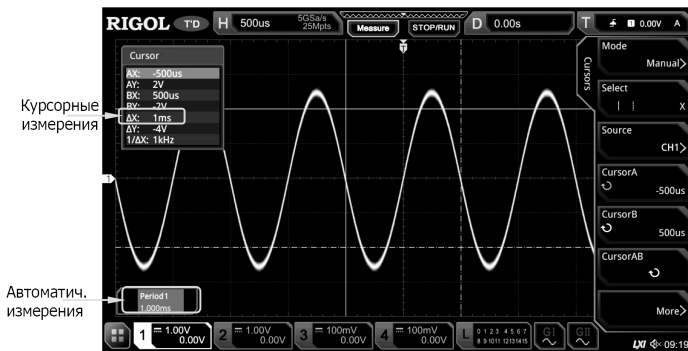 RIGOL T'D H 500us 5GSa/s 25Mpts Measure STOP/RUN D 0.00s T 1 0.00V A
T
Cursor
AX: -500us
AY: 2V
BX: 500us
BY: -2V
ΔX: 1ms
ΔY: -4V
1/ΔX: 1kHz
Курсорные
измерения
1
Автоматич.
измерения
Period1
1.000ms
Cursors
Mode
Manual>
Select
X
Source
CH1>
CursorA
-500us
CursorB
500us
CursorAB
More>
1 1.00V 0.00V 2 1.00V 0.00V 3 100mV 0.00V 4 100mV 0.00V L 0 1 2 3 4 5 6 7 GI GII
8 9 10 11 12 13 14 15
LXI 09:19